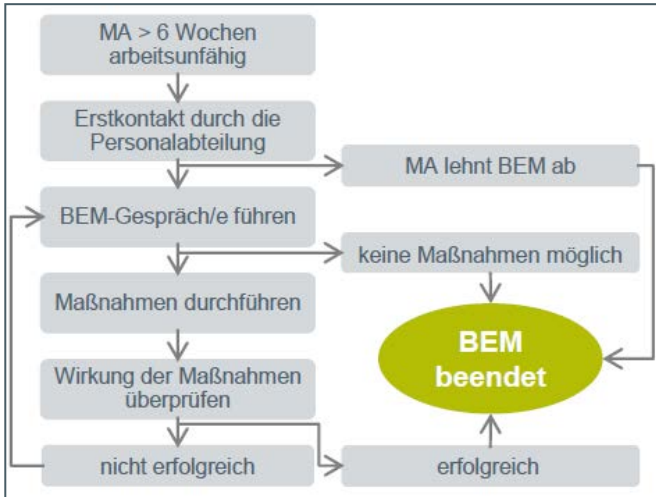 MA > 6 Wochen
arbeitsunfähig
Erstkontakt durch die
Personalabteilung
MA lehnt BEM ab
BEM-Gespräch/e führen
keine Maßnahmen möglich
Maßnahmen durchführen
BEM
beendet
Wirkung der Maßnahmen
überprüfen
nicht erfolgreich
erfolgreich